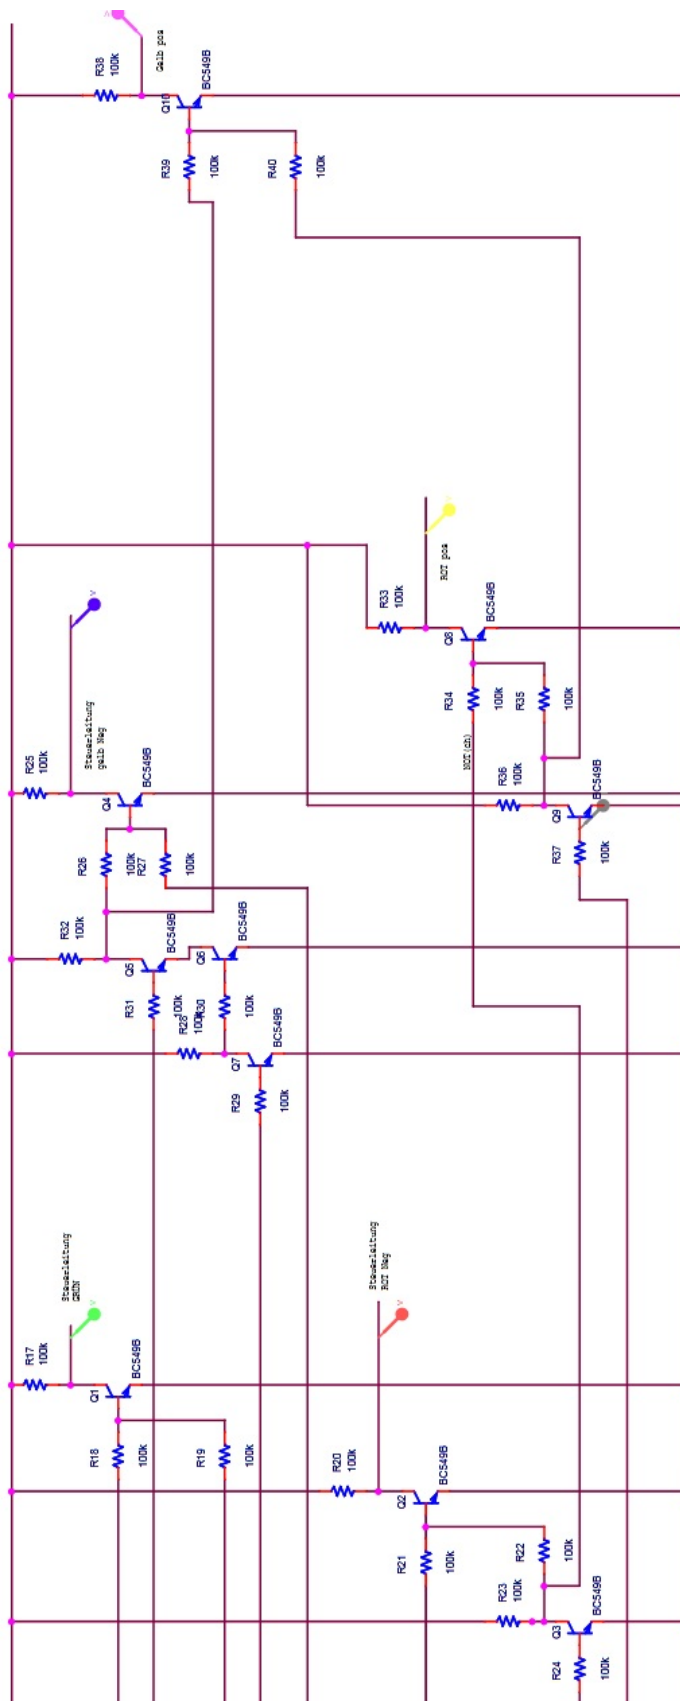 R38
100k
Gelb pos
Q10
BC549B
R39
100k
R40
100k
ROT pos
R33
100k
Q8
BC549B
R34
100k
R35
100k
NOT(ch)
Steuerleitung
gelb Neg
R25
100k
Q4
BC549B
R36
100k
Q9
BC549B
R37
100k
R26
100k
R27
100k
R32
100k
Q5
BC549B
Q6
BC549B
R31
100k
R30
100k
R28
100k
Q7
BC549B
R29
100k
Steuerleitung
GRÜN
Steuerleitung
ROT Neg
R17
100k
Q1
BC549B
R18
100k
R19
100k
R20
100k
Q2
BC549B
R21
100k
R22
100k
R23
100k
Q3
BC549B
R24
100k